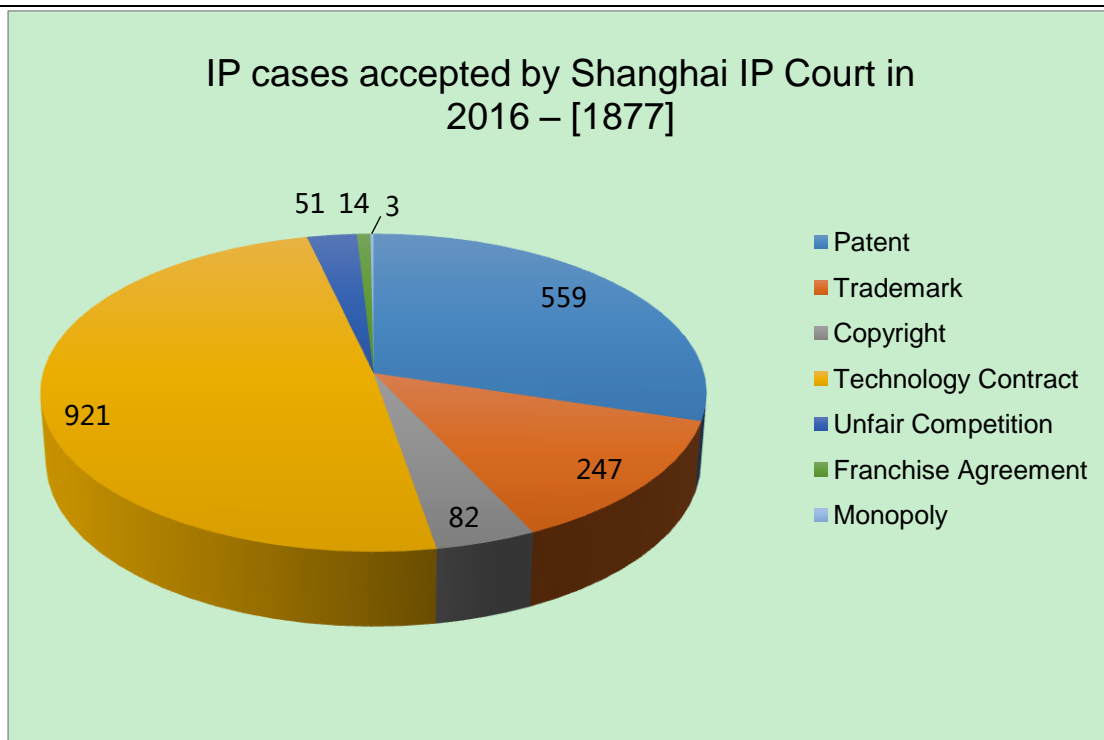 IP cases accepted by Shanghai IP Court in
2016 – [1877]
51 14 3
559
921
247
82
Patent
Trademark
Copyright
Technology Contract
Unfair Competition
Franchise Agreement
Monopoly